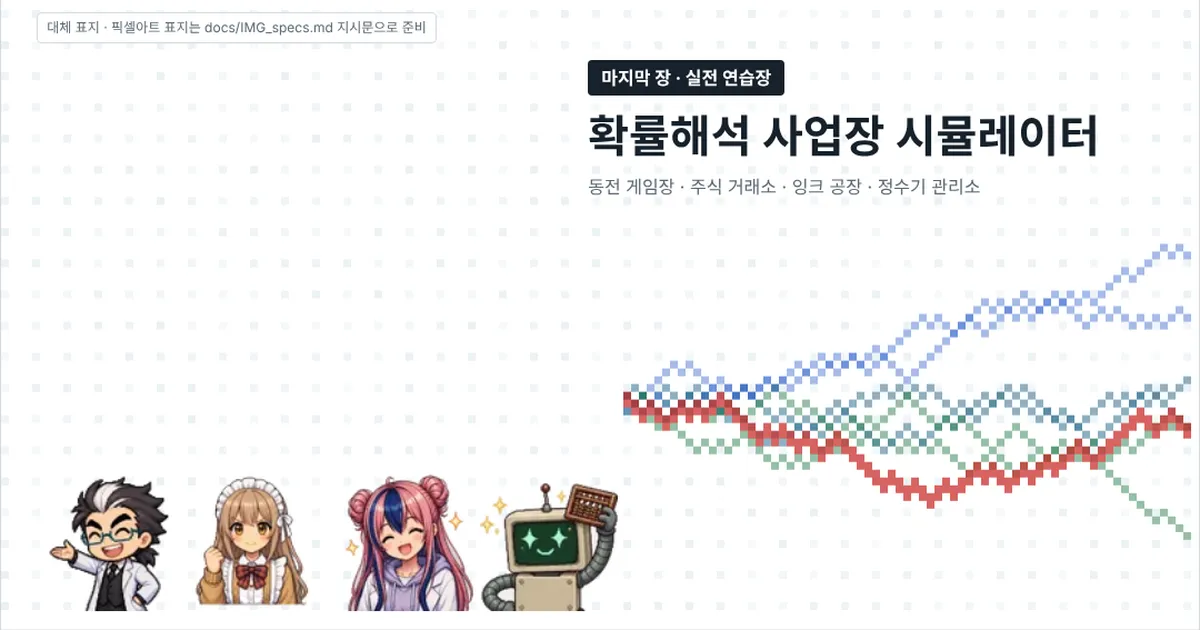 대체 표지 · 픽셀아트 표지는 docs/IMG_specs.md 지시문으로 준비
마지막 장 · 실전 연습장
확률해석 사업장 시뮬레이터
동전 게임장 · 주식 거래소 · 잉크 공장 · 정수기 관리소